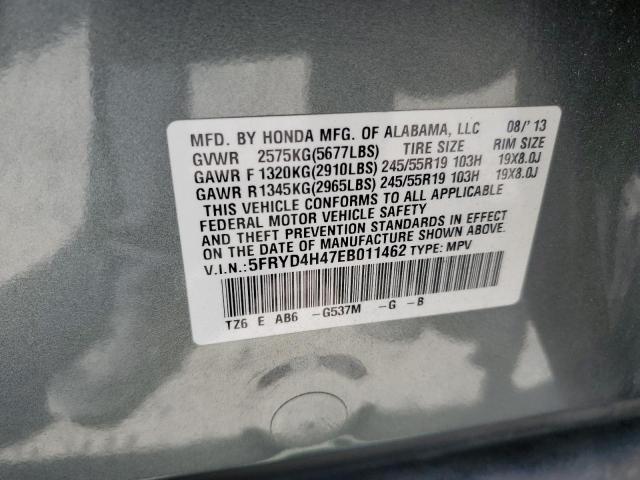 MFD. BY HONDA MFG. OF ALABAMA, LLC 08/'13
GVWR 2575KG(5677LBS) TIRE SIZE RIM SIZE
GAWR F 1320KG(2910LBS) 245/55R19 103H 19X8.0J
GAWR R 1345KG(2965LBS) 245/55R19 103H 19X8.0J
THIS VEHICLE CONFORMS TO ALL APPLICABLE
FEDERAL MOTOR VEHICLE SAFETY
AND THEFT PREVENTION STANDARDS IN EFFECT
ON THE DATE OF MANUFACTURE SHOWN ABOVE.
V.I.N.: 5FRYD4H47EB011462 TYPE: MPV
TZ6 E AB6 -G537M -G -B